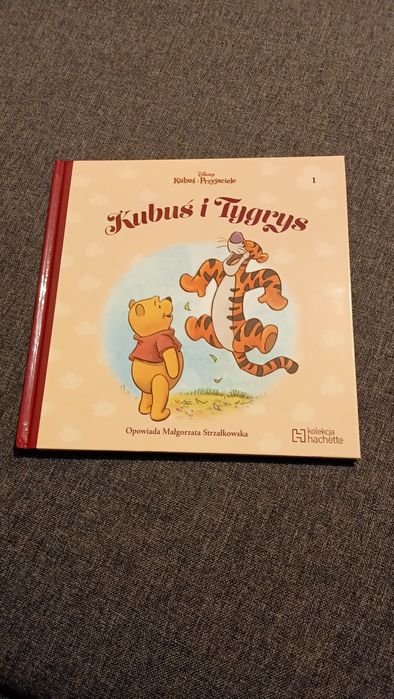 Disney
Kubuś i Przyjaciele
1
Kubuś i Tygrys
Opowiada Małgorzata Strzałkowska
H kolekcja
hachette